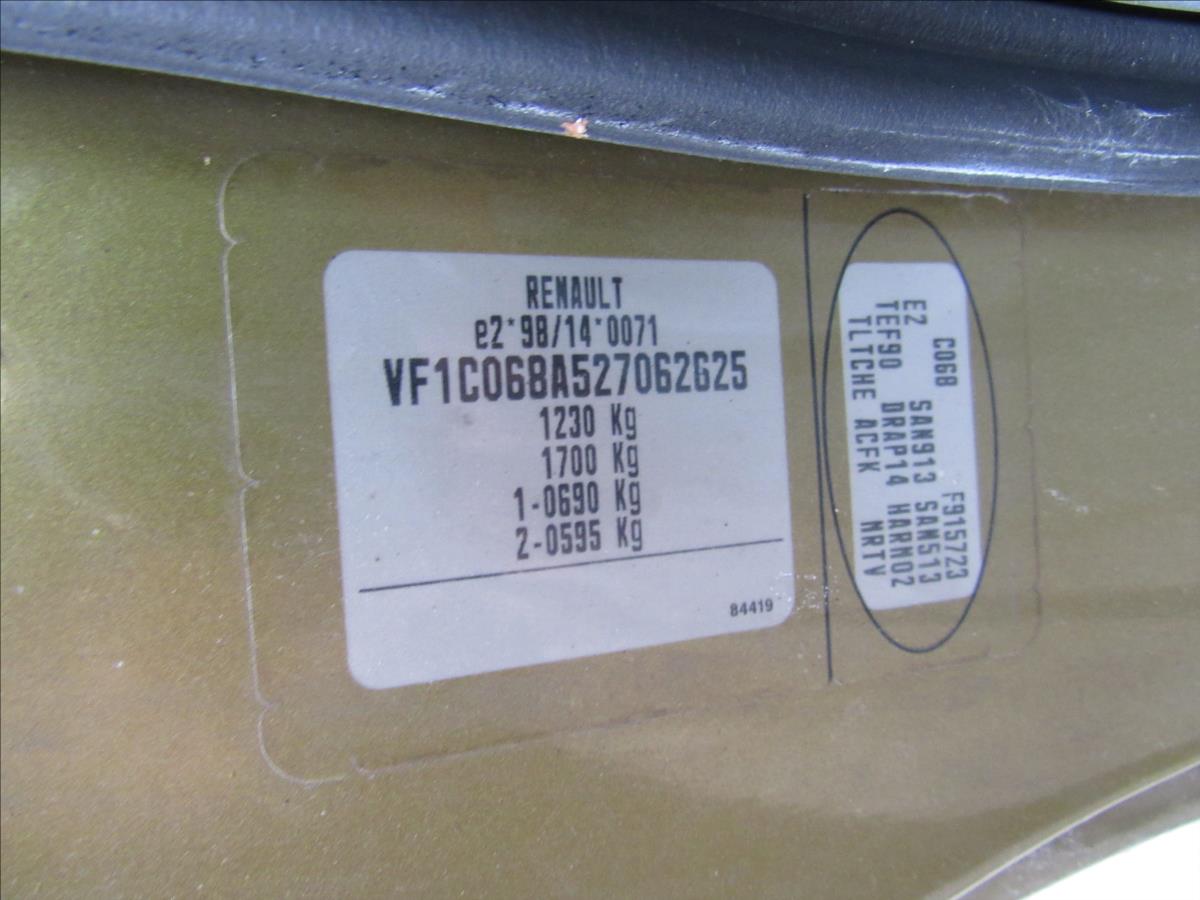 RENAULT
e2*98/14*0071
VF1C068A527062625
1230 Kg
1700 Kg
1-0690 Kg
2-0595 Kg
84419
C068 F915723
E2 SAN913 SAM513
TEF90 DRAP14 HARM02
TLTCHE ACFK MRTV